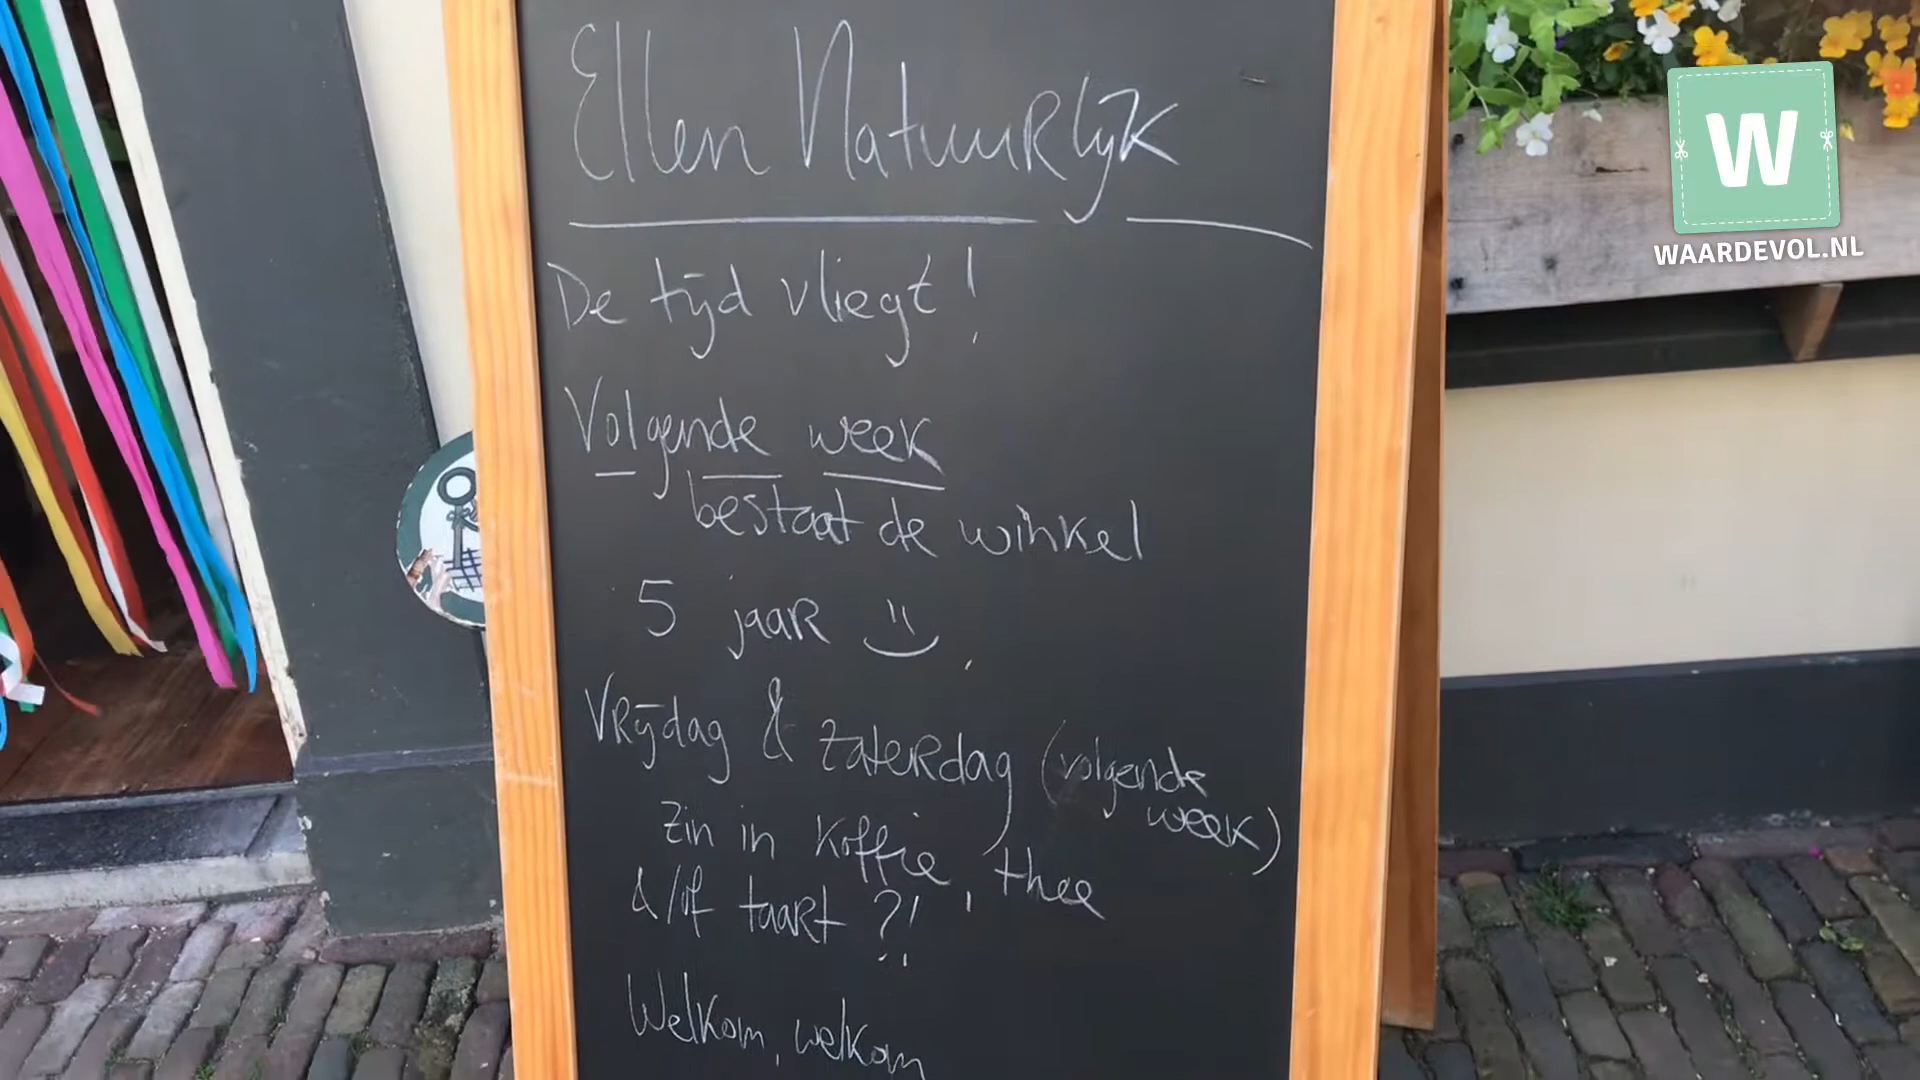 Ellen Natuurlijk
De tijd vliegt!
Volgende week
bestaat de winkel
5 jaar
Vrijdag & zaterdag (volgende
week)
zin in koffie, thee
&/of taart ?!
Welkom, welkom
W
WAARDEVOL.NL